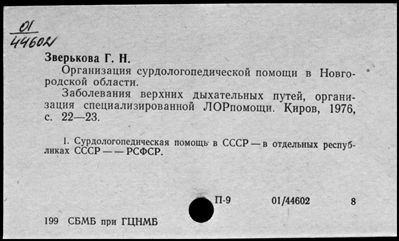 01/
44602
Зверькова Г. Н.
Организация сурдологопедической помощи в Новго-
родской области.
Заболевания верхних дыхательных путей, органи-
зация специализированной ЛОРпомощи. Киров, 1976,
с. 22—23.
1. Сурдологопедическая помощь в СССР — в отдельных респуб-
ликах СССР — — РСФСР.
П-9 01/44602 8
199 СБМБ при ГЦНМБ